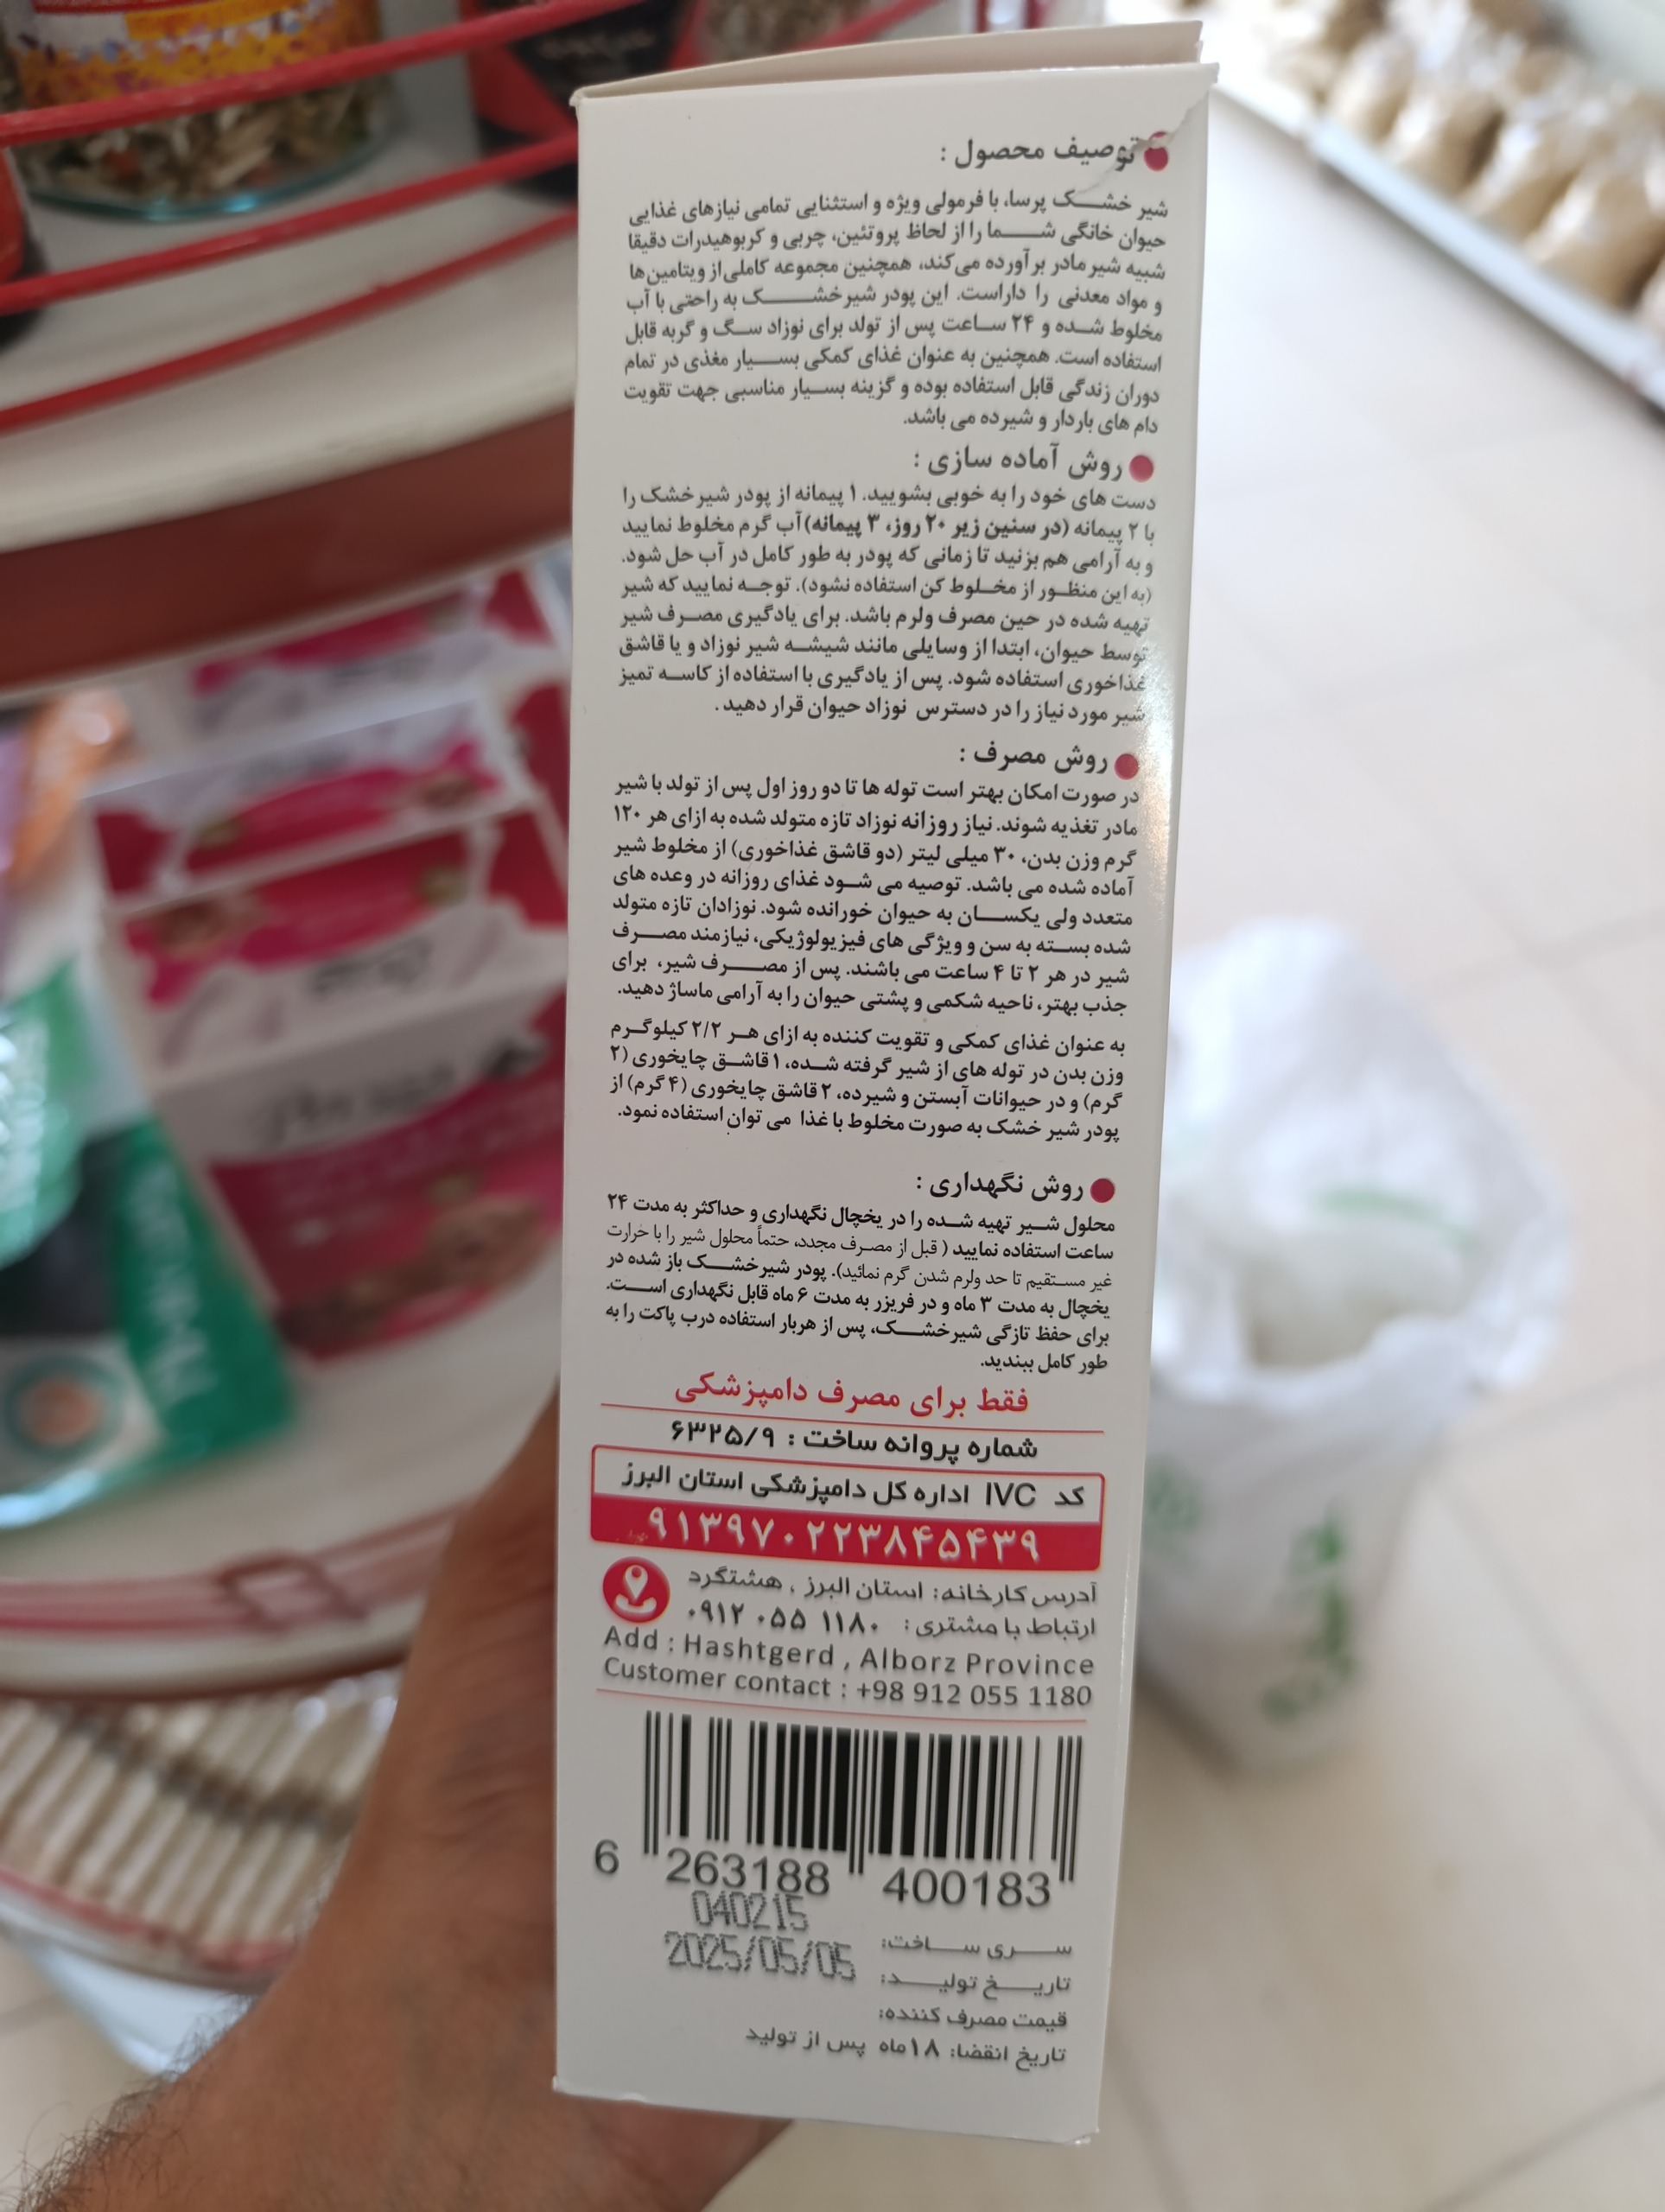 توصیف محصول :
شیر خشک پرسا، با فرمولی ویژه و استثنایی تمامی نیازهای غذایی
حیوان خانگی شما را از لحاظ پروتئین، چربی و کربوهیدرات دقیقا
شبیه شیر مادر برآورده می‌کند، همچنین مجموعه کاملی از ویتامین‌ها
و مواد معدنی را داراست. این پودر شیرخشک به راحتی با آب
مخلوط شده و ۲۴ ساعت پس از تولد برای نوزاد سگ و گربه قابل
استفاده است. همچنین به عنوان غذای کمکی بسیار مغذی در تمام
دوران زندگی قابل استفاده بوده و گزینه بسیار مناسبی جهت تقویت
دام های باردار و شیرده می باشد.
روش آماده سازی :
دست های خود را به خوبی بشویید. ۱ پیمانه از پودر شیرخشک را
با ۲ پیمانه (در سنین زیر ۲۰ روز، ۳ پیمانه) آب گرم مخلوط نمایید
و به آرامی هم بزنید تا زمانی که پودر به طور کامل در آب حل شود.
(به این منظور از مخلوط کن استفاده نشود). توجه نمایید که شیر
تهیه شده در حین مصرف ولرم باشد. برای یادگیری مصرف شیر
توسط حیوان، ابتدا از وسایلی مانند شیشه شیر نوزاد و یا قاشق
غذاخوری استفاده شود. پس از یادگیری با استفاده از کاسه تمیز
شیر مورد نیاز را در دسترس نوزاد حیوان قرار دهید.
روش مصرف :
در صورت امکان بهتر است توله ها تا دو روز اول پس از تولد با شیر
مادر تغذیه شوند. نیاز روزانه نوزاد تازه متولد شده به ازای هر ۱۲۰
گرم وزن بدن، ۳۰ میلی لیتر (دو قاشق غذاخوری) از مخلوط شیر
آماده شده می باشد. توصیه می شود غذای روزانه در وعده های
متعدد ولی یکسان به حیوان خورانده شود. نوزادان تازه متولد
شده بسته به سن و ویژگی های فیزیولوژیکی، نیازمند مصرف
شیر در هر ۲ تا ۴ ساعت می باشند. پس از مصرف شیر، برای
جذب بهتر، ناحیه شکمی و پشتی حیوان را به آرامی ماساژ دهید.
به عنوان غذای کمکی و تقویت کننده به ازای هر ۲/۲ کیلوگرم
وزن بدن در توله های از شیر گرفته شده، ۱ قاشق چایخوری (۲
گرم) و در حیوانات آبستن و شیرده، ۲ قاشق چایخوری (۴ گرم) از
پودر شیر خشک به صورت مخلوط با غذا می توان استفاده نمود.
روش نگهداری :
محلول شیر تهیه شده را در یخچال نگهداری و حداکثر به مدت ۲۴
ساعت استفاده نمایید ( قبل از مصرف مجدد، حتماً محلول شیر را با حرارت
غیر مستقیم تا حد ولرم شدن گرم نمائید). پودر شیرخشک باز شده در
یخچال به مدت ۳ ماه و در فریزر به مدت ۶ ماه قابل نگهداری است.
برای حفظ تازگی شیرخشک، پس از هربار استفاده درب پاکت را به
طور کامل ببندید.
فقط برای مصرف دامپزشکی
شماره پروانه ساخت : ۶۳۲۵/۹
کد IVC اداره کل دامپزشکی استان البرز
۹۱۳۹۷۰۲۲۳۸۴۵۴۳۹
آدرس کارخانه: استان البرز , هشتگرد
ارتباط با مشتری: ۰۹۱۲ ۰۵۵ ۱۱۸۰
Add : Hashtgerd , Alborz Province
Customer contact : +98 912 055 1180
6 263188 400183
سری ساخت: 040215
تاریخ تولید: 2025/05/05
قیمت مصرف کننده:
تاریخ انقضا: ۱۸ ماه پس از تولید